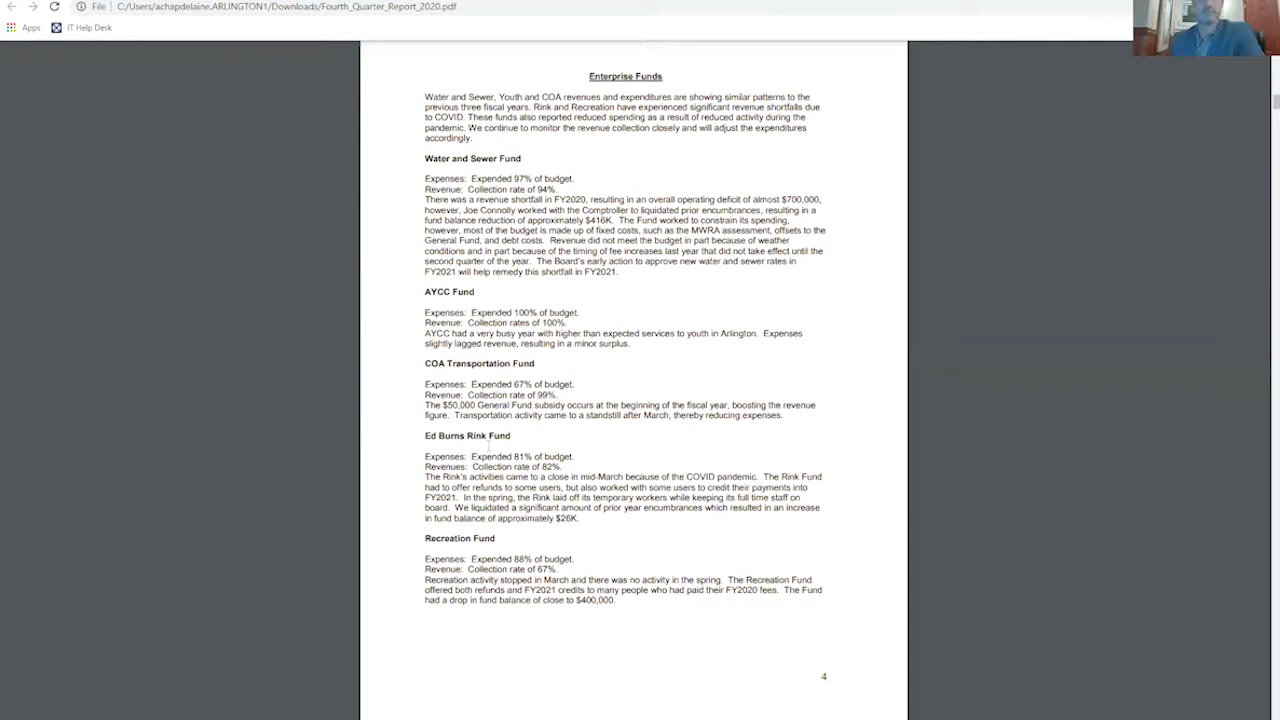 File | C:/Users/achapdelaine.ARLINGTON1/Downloads/Fourth_Quarter_Report_2020.pdf
Apps IT Help Desk
Enterprise Funds
Water and Sewer, Youth and COA revenues and expenditures are showing similar patterns to the
previous three fiscal years. Rink and Recreation have experienced significant revenue shortfalls due
to COVID. These funds also reported reduced spending as a result of reduced activity during the
pandemic. We continue to monitor the revenue collection closely and will adjust the expenditures
accordingly.
Water and Sewer Fund
Expenses: Expended 97% of budget.
Revenue: Collection rate of 94%.
There was a revenue shortfall in FY2020, resulting in an overall operating deficit of almost $700,000,
however, Joe Connolly worked with the Comptroller to liquidated prior encumbrances, resulting in a
fund balance reduction of approximately $416K. The Fund worked to constrain its spending,
however, most of the budget is made up of fixed costs, such as the MWRA assessment, offsets to the
General Fund, and debt costs. Revenue did not meet the budget in part because of weather
conditions and in part because of the timing of fee increases last year that did not take effect until the
second quarter of the year. The Board's early action to approve new water and sewer rates in
FY2021 will help remedy this shortfall in FY2021.
AYCC Fund
Expenses: Expended 100% of budget.
Revenue: Collection rates of 100%.
AYCC had a very busy year with higher than expected services to youth in Arlington. Expenses
slightly lagged revenue, resulting in a minor surplus.
COA Transportation Fund
Expenses: Expended 67% of budget.
Revenue: Collection rate of 99%.
The $50,000 General Fund subsidy occurs at the beginning of the fiscal year, boosting the revenue
figure. Transportation activity came to a standstill after March, thereby reducing expenses.
Ed Burns Rink Fund
Expenses: Expended 81% of budget.
Revenues: Collection rate of 82%.
The Rink's activities came to a close in mid-March because of the COVID pandemic. The Rink Fund
had to offer refunds to some users, but also worked with some users to credit their payments into
FY2021. In the spring, the Rink laid off its temporary workers while keeping its full time staff on
board. We liquidated a significant amount of prior year encumbrances which resulted in an increase
in fund balance of approximately $26K.
Recreation Fund
Expenses: Expended 88% of budget.
Revenue: Collection rate of 67%.
Recreation activity stopped in March and there was no activity in the spring. The Recreation Fund
offered both refunds and FY2021 credits to many people who had paid their FY2020 fees. The Fund
had a drop in fund balance of close to $400,000.
4